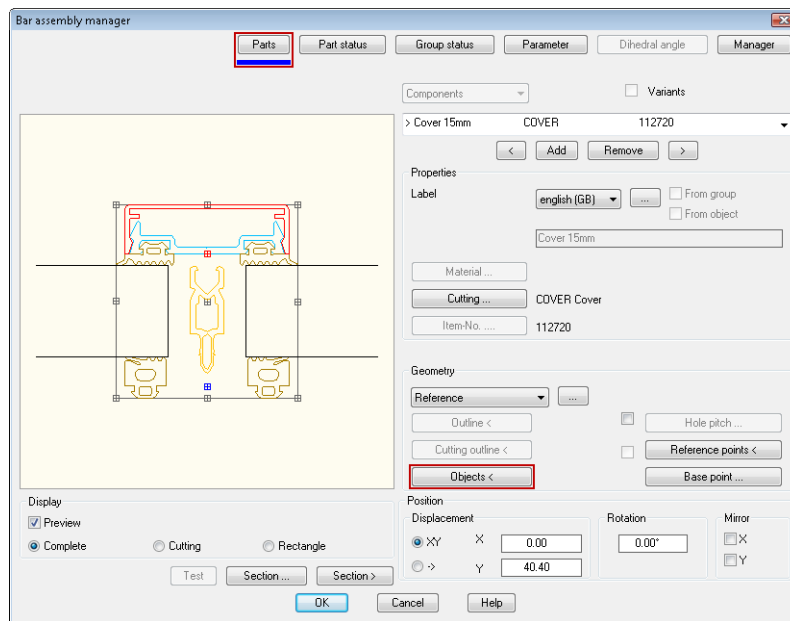 Bar assembly manager
Parts Part status Group status Parameter Dihedral angle Manager
Components Variants
> Cover 15mm COVER 112720
< Add Remove >
Properties
Label english (GB) ... From group
From object
Cover 15mm
Material ...
Cutting ... COVER Cover
Item-No. .... 112720
Geometry
Reference ...
Outline < Hole pitch ...
Cutting outline < Reference points <
Objects < Base point ...
Display
Preview
Complete Cutting Rectangle
Test Section ... Section >
Position
Displacement Rotation Mirror
XY X 0.00 0.00° X
-> Y 40.40 Y
OK Cancel Help